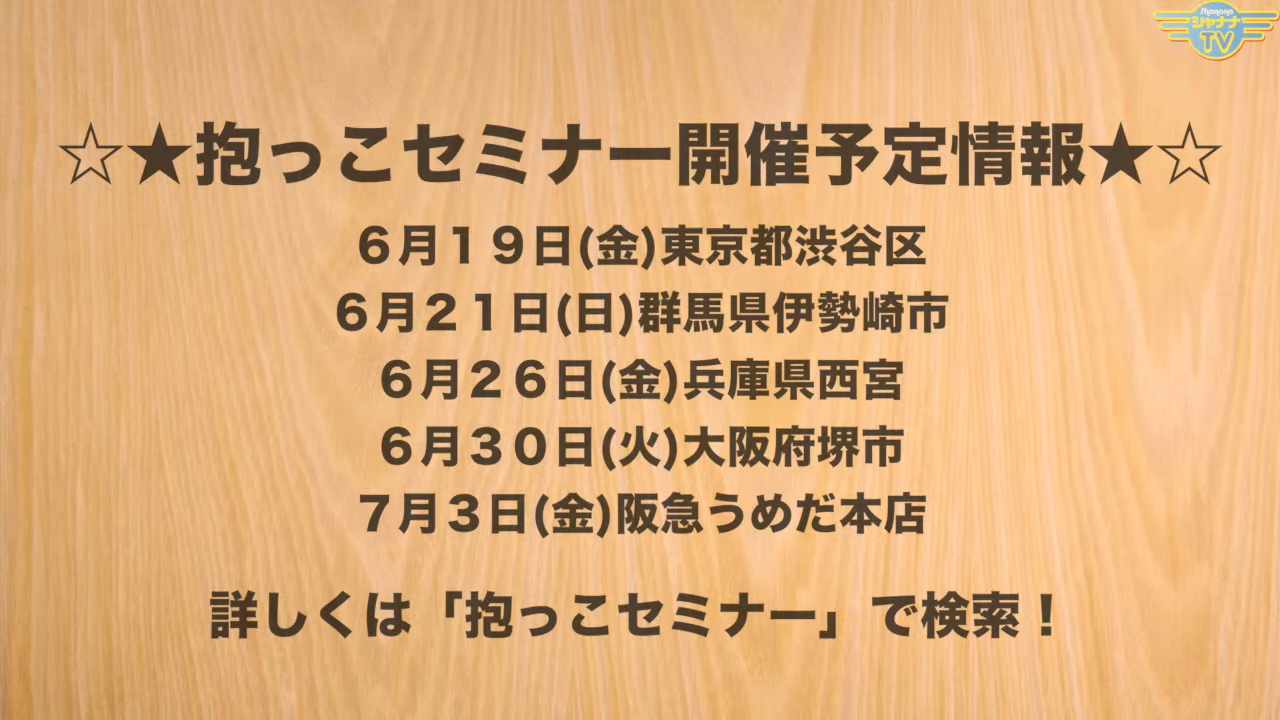 Shanana
シャナナ
TV
☆★抱っこセミナー開催予定情報★☆
６月１９日(金)東京都渋谷区
６月２１日(日)群馬県伊勢崎市
６月２６日(金)兵庫県西宮
６月３０日(火)大阪府堺市
７月３日(金)阪急うめだ本店
詳しくは「抱っこセミナー」で検索！